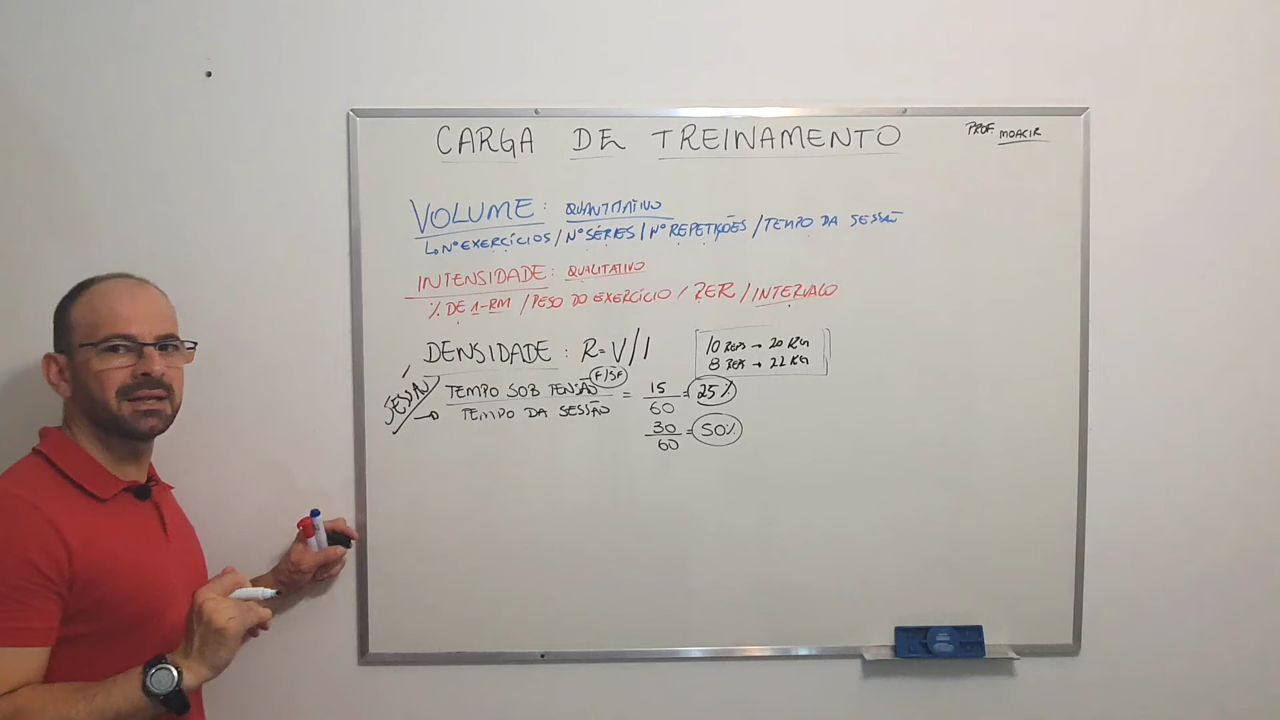 CARGA DE TREINAMENTO
PROF. MOACIR
VOLUME: QUANTITATIVO
↳ Nº EXERCÍCIOS / Nº SÉRIES / Nº REPETIÇÕES / TEMPO DA SESSÃO
INTENSIDADE: QUALITATIVO
% DE 1-RM / PESO DO EXERCÍCIO / RER / INTERVALO
DENSIDADE: R=V/I
10 REPS → 20 KG
8 REPS → 22 KG
SESSÃO
TEMPO SOB TENSÃO (F/SF) = 15/60 = 25%
→ TEMPO DA SESSÃO
30/60 = 50%